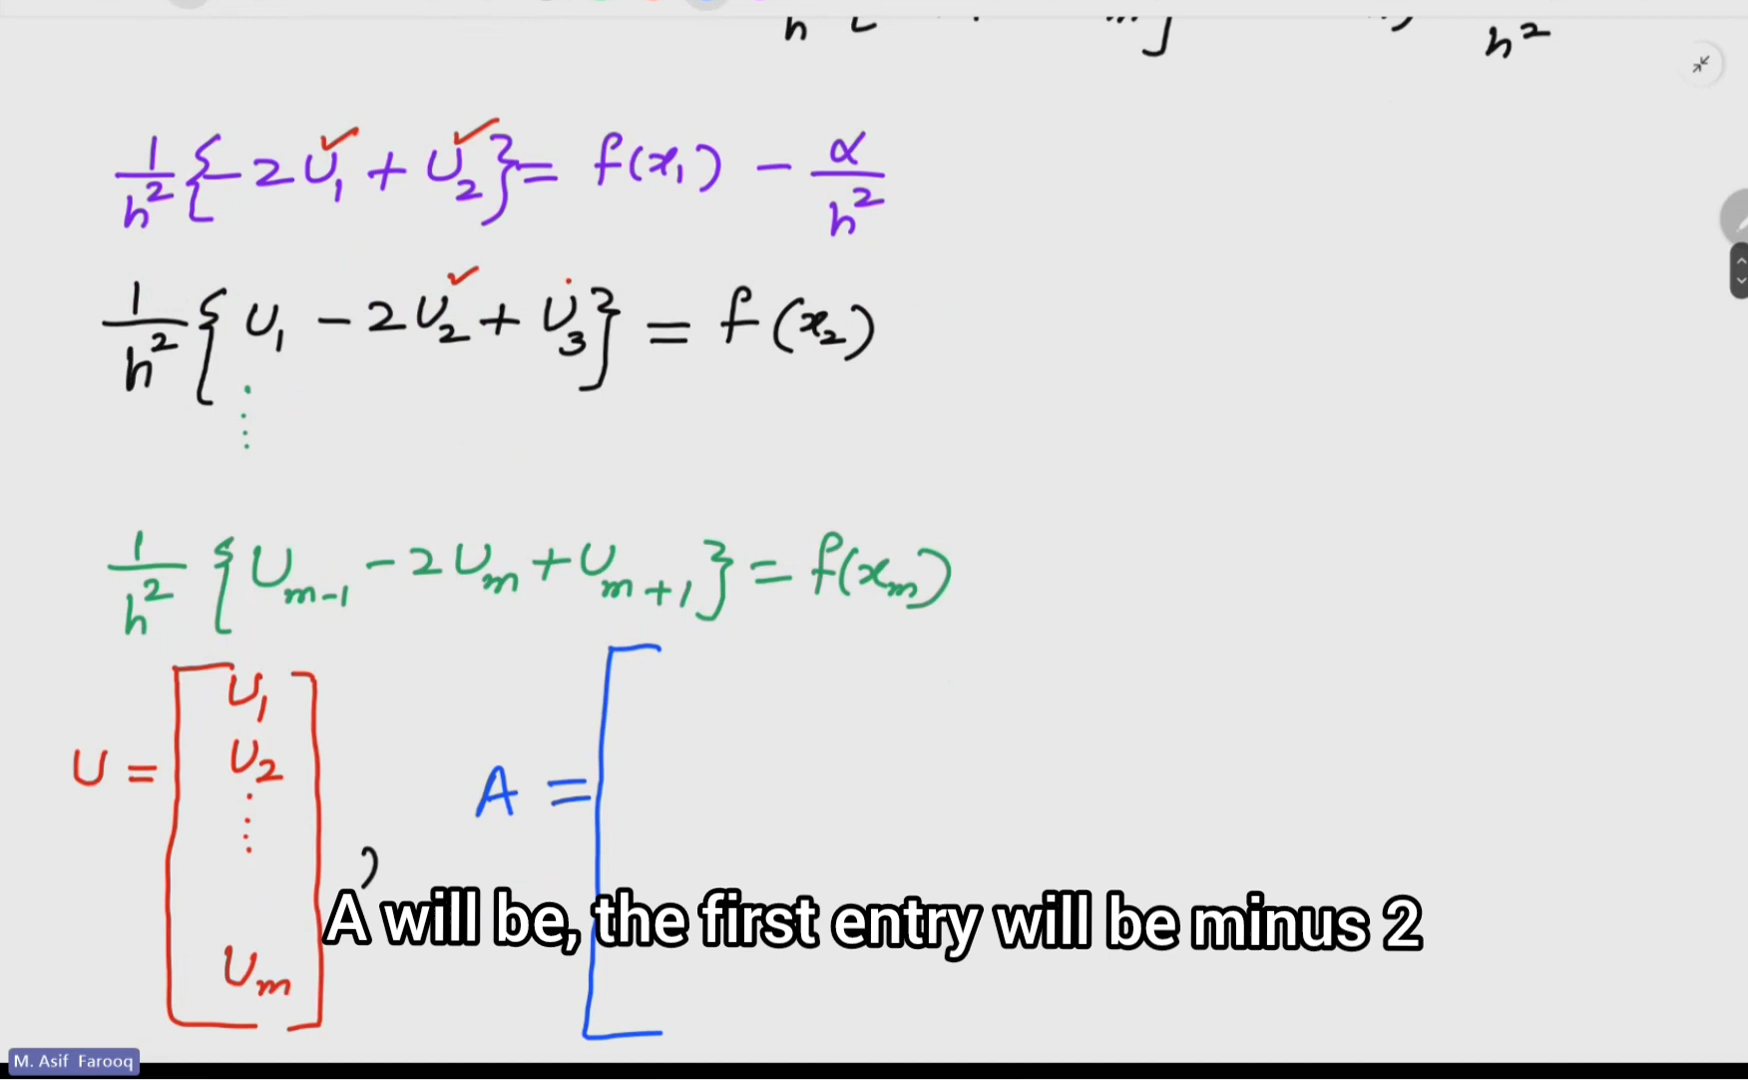 h² 
1/h² {-2U₁ + U₂} = f(x₁) - α/h²
1/h² {U₁ - 2U₂ + U₃} = f(x₂)
⋮
1/h² {U_{m-1} - 2U_m + U_{m+1}} = f(x_m)
U = [U₁ U₂ ⋮ U_m] , A = [
A will be, the first entry will be minus 2
M. Asif Farooq